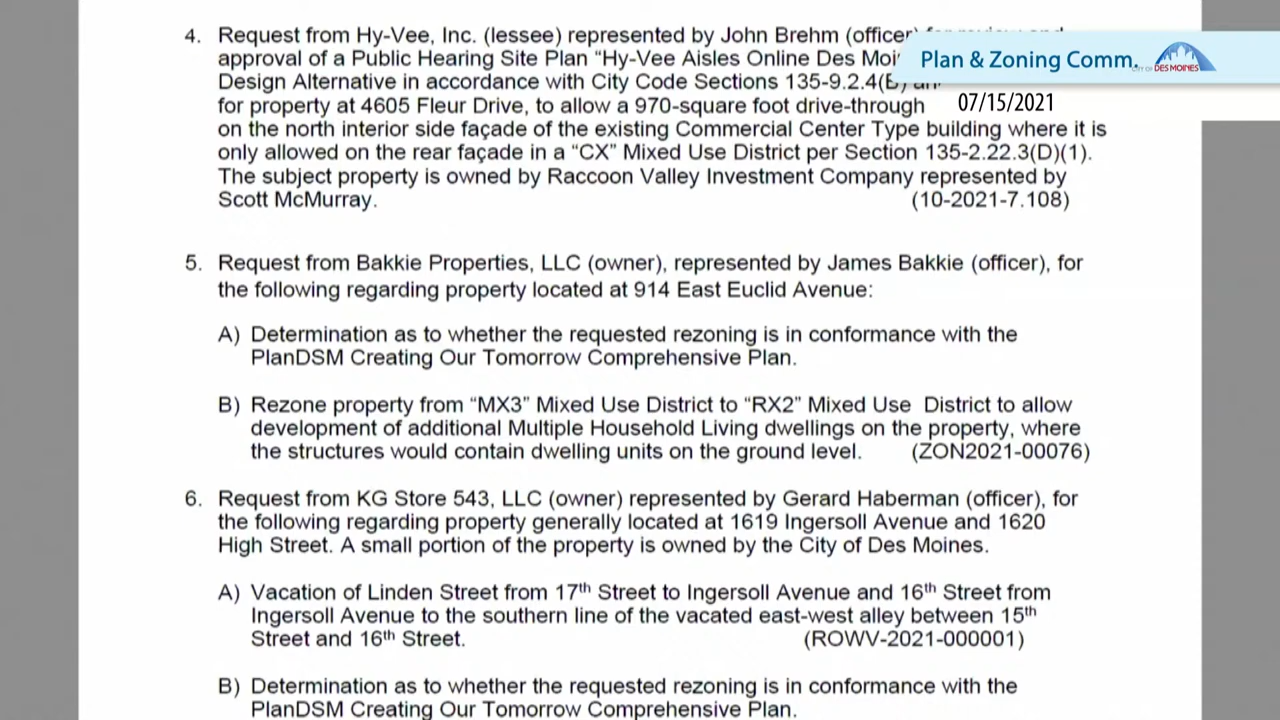 4. Request from Hy-Vee, Inc. (lessee) represented by John Brehm (officer)
approval of a Public Hearing Site Plan “Hy-Vee Aisles Online Des
Design Alternative in accordance with City Code Sections 135-9.2.4(B)
for property at 4605 Fleur Drive, to allow a 970-square foot drive-through
on the north interior side façade of the existing Commercial Center Type building where it is
only allowed on the rear façade in a “CX” Mixed Use District per Section 135-2.22.3(D)(1).
The subject property is owned by Raccoon Valley Investment Company represented by
Scott McMurray. (10-2021-7.108)
Plan & Zoning Comm.
CITY OF DES MOINES
07/15/2021
5. Request from Bakkie Properties, LLC (owner), represented by James Bakkie (officer), for
the following regarding property located at 914 East Euclid Avenue:
A) Determination as to whether the requested rezoning is in conformance with the
PlanDSM Creating Our Tomorrow Comprehensive Plan.
B) Rezone property from “MX3” Mixed Use District to “RX2” Mixed Use District to allow
development of additional Multiple Household Living dwellings on the property, where
the structures would contain dwelling units on the ground level. (ZON2021-00076)
6. Request from KG Store 543, LLC (owner) represented by Gerard Haberman (officer), for
the following regarding property generally located at 1619 Ingersoll Avenue and 1620
High Street. A small portion of the property is owned by the City of Des Moines.
A) Vacation of Linden Street from 17th Street to Ingersoll Avenue and 16th Street from
Ingersoll Avenue to the southern line of the vacated east-west alley between 15th
Street and 16th Street. (ROWV-2021-000001)
B) Determination as to whether the requested rezoning is in conformance with the
PlanDSM Creating Our Tomorrow Comprehensive Plan.